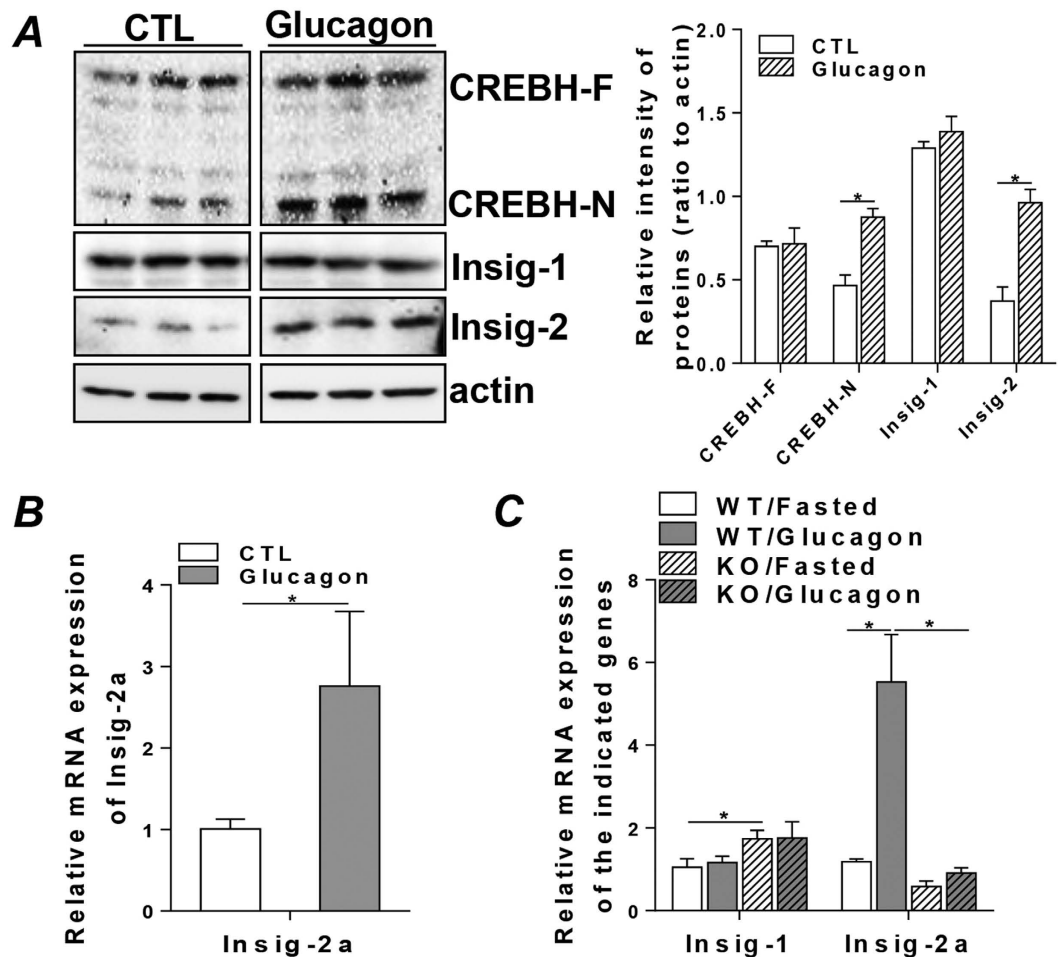 A
CTL
Glucagon
CREBH-F
CREBH-N
Insig-1
Insig-2
actin
Relative intensity of
proteins (ratio to actin)
CTL
Glucagon
2.0
1.5
1.0
0.5
0.0
*
*
CREBH-F
CREBH-N
Insig-1
Insig-2
B
CTL
Glucagon
Relative mRNA expression
of Insig-2a
4
3
2
1
0
*
Insig-2a
C
WT/Fasted
WT/Glucagon
KO/Fasted
KO/Glucagon
Relative mRNA expression
of the indicated genes
8
6
4
2
0
*
*
*
Insig-1
Insig-2a